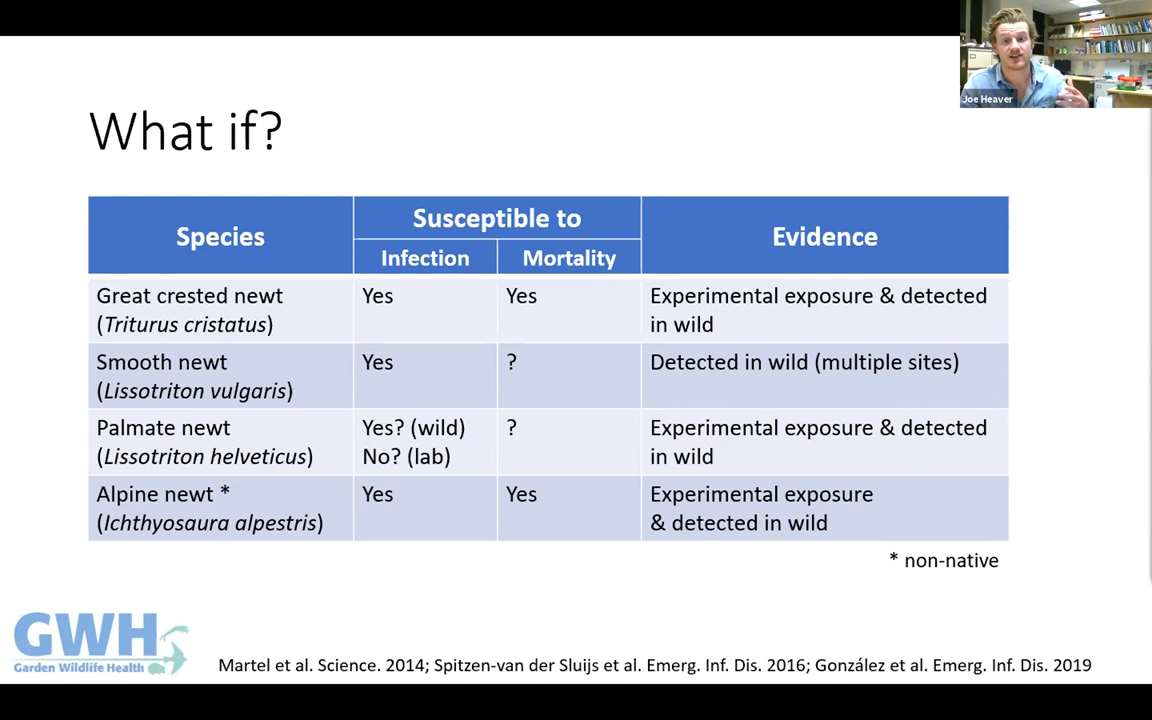 Joe Heaver
What if?
Species
Susceptible to
Evidence
Infection
Mortality
Great crested newt
(Triturus cristatus)
Yes
Yes
Experimental exposure & detected
in wild
Smooth newt
(Lissotriton vulgaris)
Yes
?
Detected in wild (multiple sites)
Palmate newt
(Lissotriton helveticus)
Yes? (wild)
No? (lab)
?
Experimental exposure & detected
in wild
Alpine newt *
(Ichthyosaura alpestris)
Yes
Yes
Experimental exposure
& detected in wild
* non-native
GWH
Garden Wildlife Health
Martel et al. Science. 2014; Spitzen-van der Sluijs et al. Emerg. Inf. Dis. 2016; González et al. Emerg. Inf. Dis. 2019